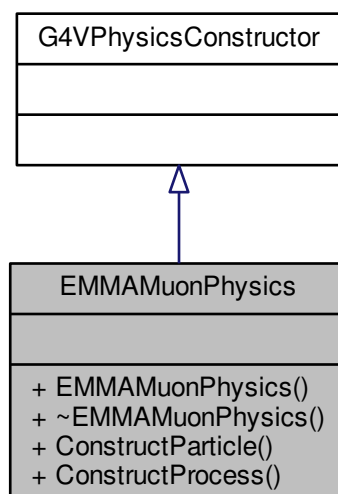 G4VPhysicsConstructor
EMMAMuonPhysics
+ EMMAMuonPhysics()
+ ~EMMAMuonPhysics()
+ ConstructParticle()
+ ConstructProcess()